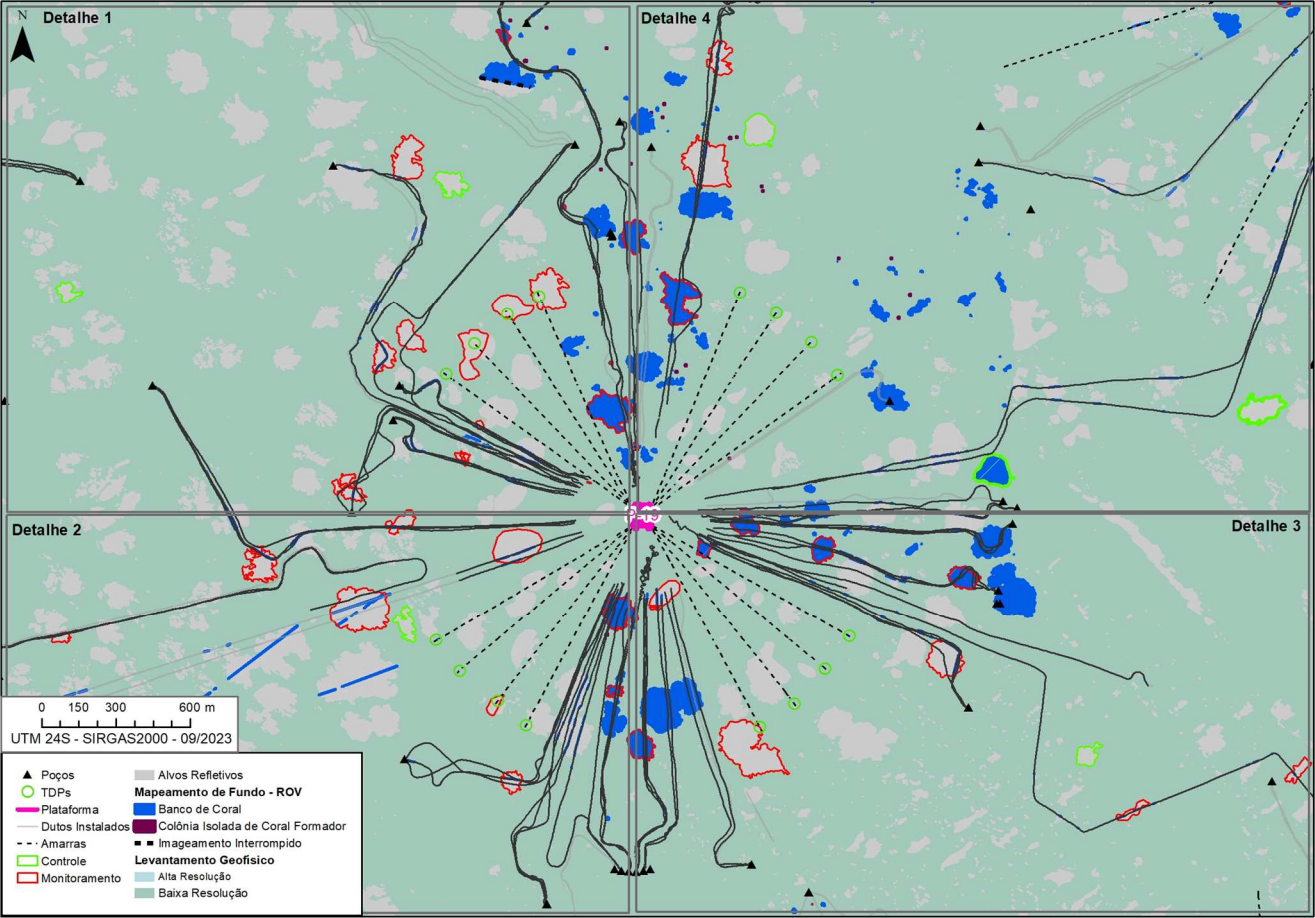 N
Detalhe 1
Detalhe 4
P-19
Detalhe 2
Detalhe 3
0 150 300 600 m
UTM 24S - SIRGAS2000 - 09/2023
Poços
TDPs
Plataforma
Dutos Instalados
Amarras
Controle
Monitoramento
Alvos Refletivos
Mapeamento de Fundo - ROV
Banco de Coral
Colônia Isolada de Coral Formador
Imageamento Interrompido
Levantamento Geofísico
Alta Resolução
Baixa Resolução